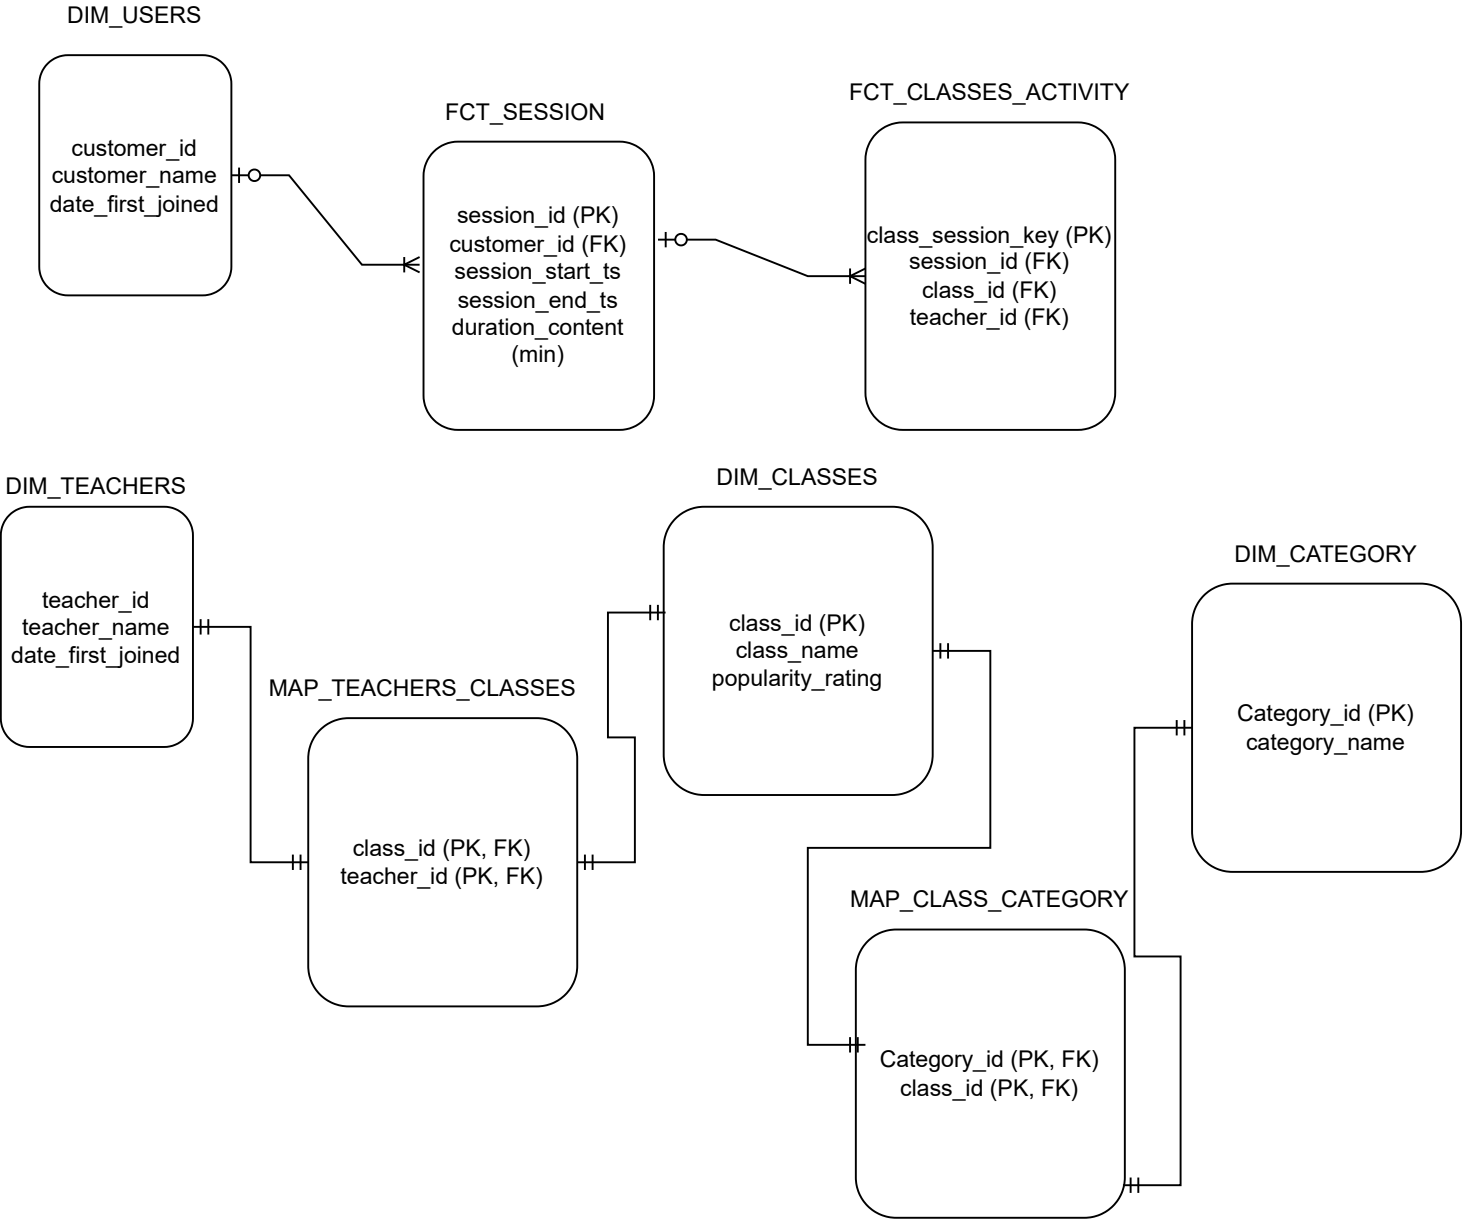 DIM_USERS
customer_id
customer_name
date_first_joined
FCT_SESSION
session_id (PK)
customer_id (FK)
session_start_ts
session_end_ts
duration_content
(min)
FCT_CLASSES_ACTIVITY
class_session_key (PK)
session_id (FK)
class_id (FK)
teacher_id (FK)
DIM_TEACHERS
teacher_id
teacher_name
date_first_joined
MAP_TEACHERS_CLASSES
class_id (PK, FK)
teacher_id (PK, FK)
DIM_CLASSES
class_id (PK)
class_name
popularity_rating
DIM_CATEGORY
Category_id (PK)
category_name
MAP_CLASS_CATEGORY
Category_id (PK, FK)
class_id (PK, FK)